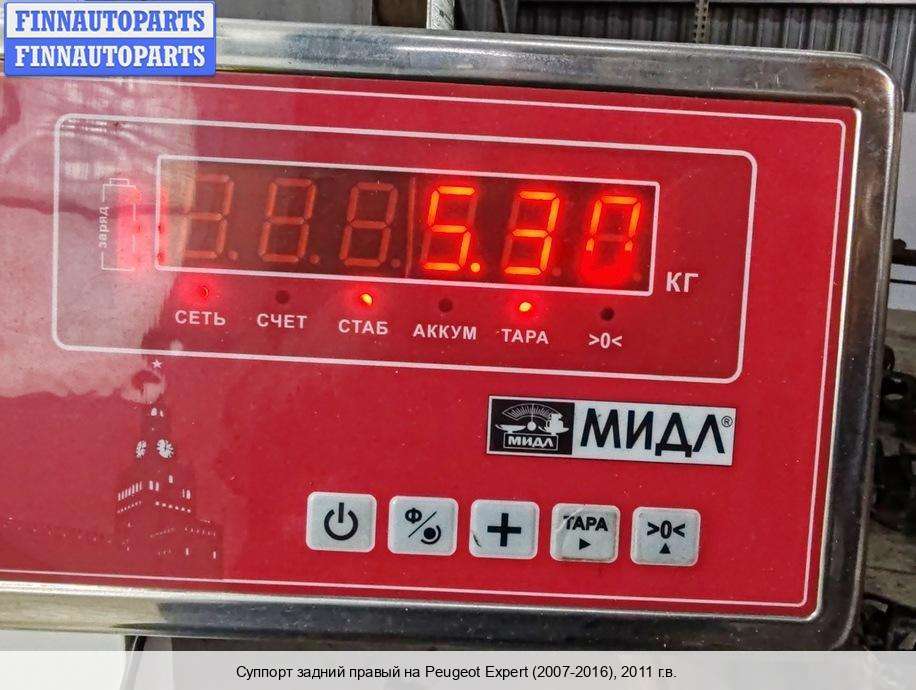 FINNAUTOPARTS
FINNAUTOPARTS
заряд
5.30
КГ
СЕТЬ СЧЕТ СТАБ АККУМ ТАРА >0<
МИДЛ МИДЛ®
Ф ТАРА >0<
Суппорт задний правый на Peugeot Expert (2007-2016), 2011 г.в.